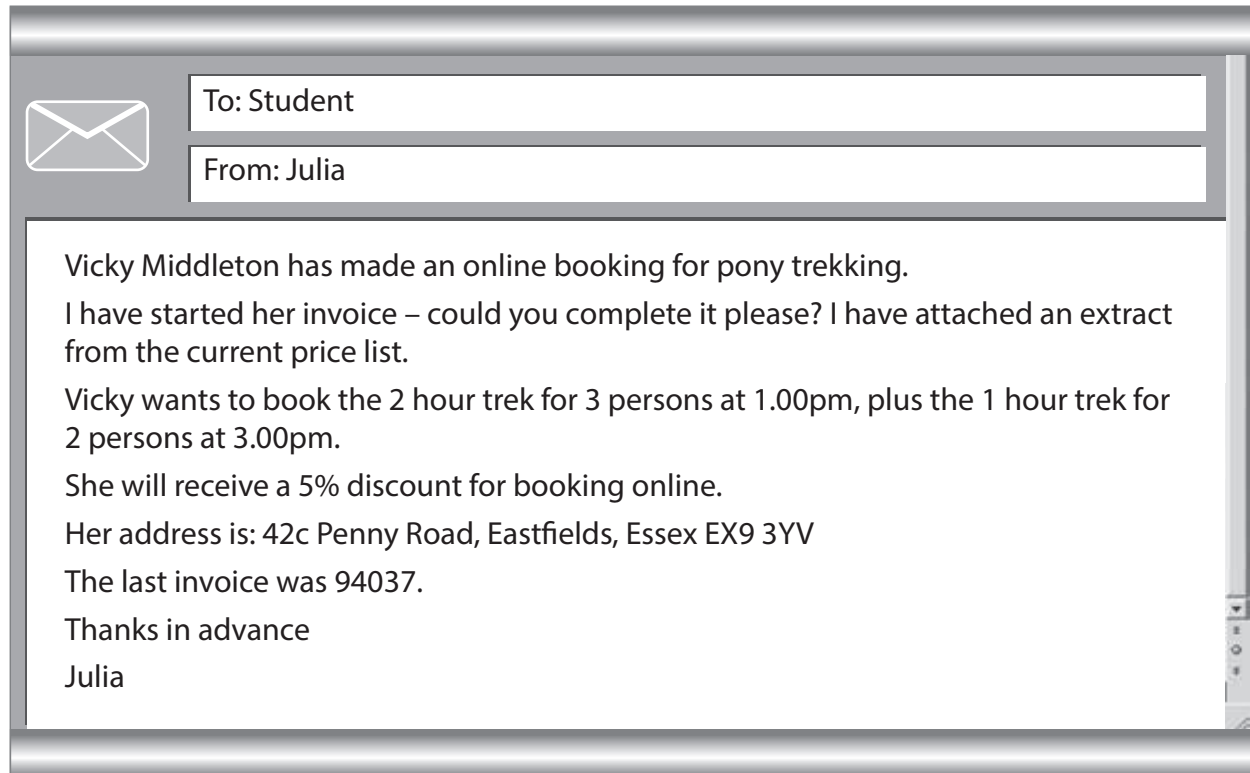 To: Student
From: Julia
Vicky Middleton has made an online booking for pony trekking.
I have started her invoice – could you complete it please? I have attached an extract
from the current price list.
Vicky wants to book the 2 hour trek for 3 persons at 1.00pm, plus the 1 hour trek for
2 persons at 3.00pm.
She will receive a 5% discount for booking online.
Her address is: 42c Penny Road, Eastfields, Essex EX9 3YV
The last invoice was 94037.
Thanks in advance
Julia